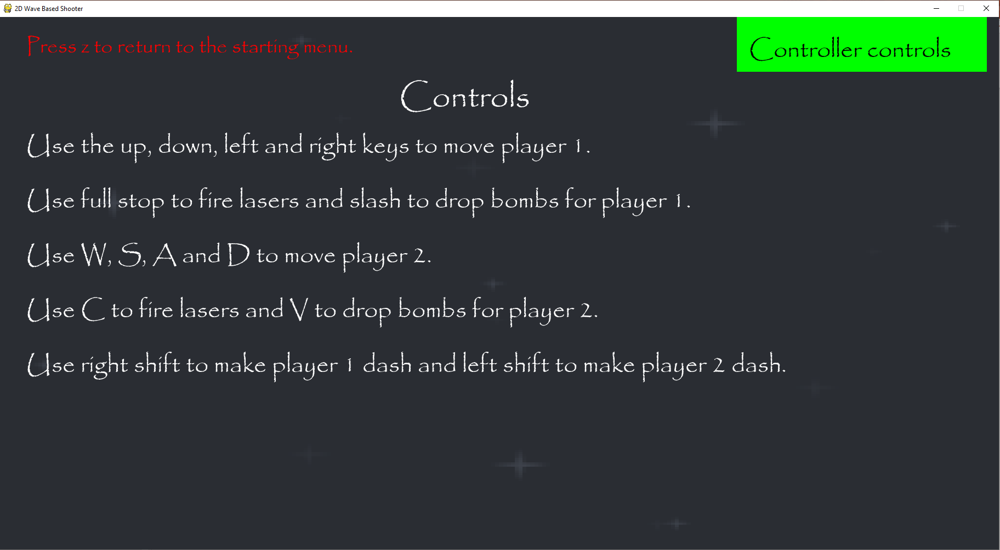 2D Wave Based Shooter
Press z to return to the starting menu.
Controller controls
Controls
Use the up, down, left and right keys to move player 1.
Use full stop to fire lasers and slash to drop bombs for player 1.
Use W, S, A and D to move player 2.
Use C to fire lasers and V to drop bombs for player 2.
Use right shift to make player 1 dash and left shift to make player 2 dash.